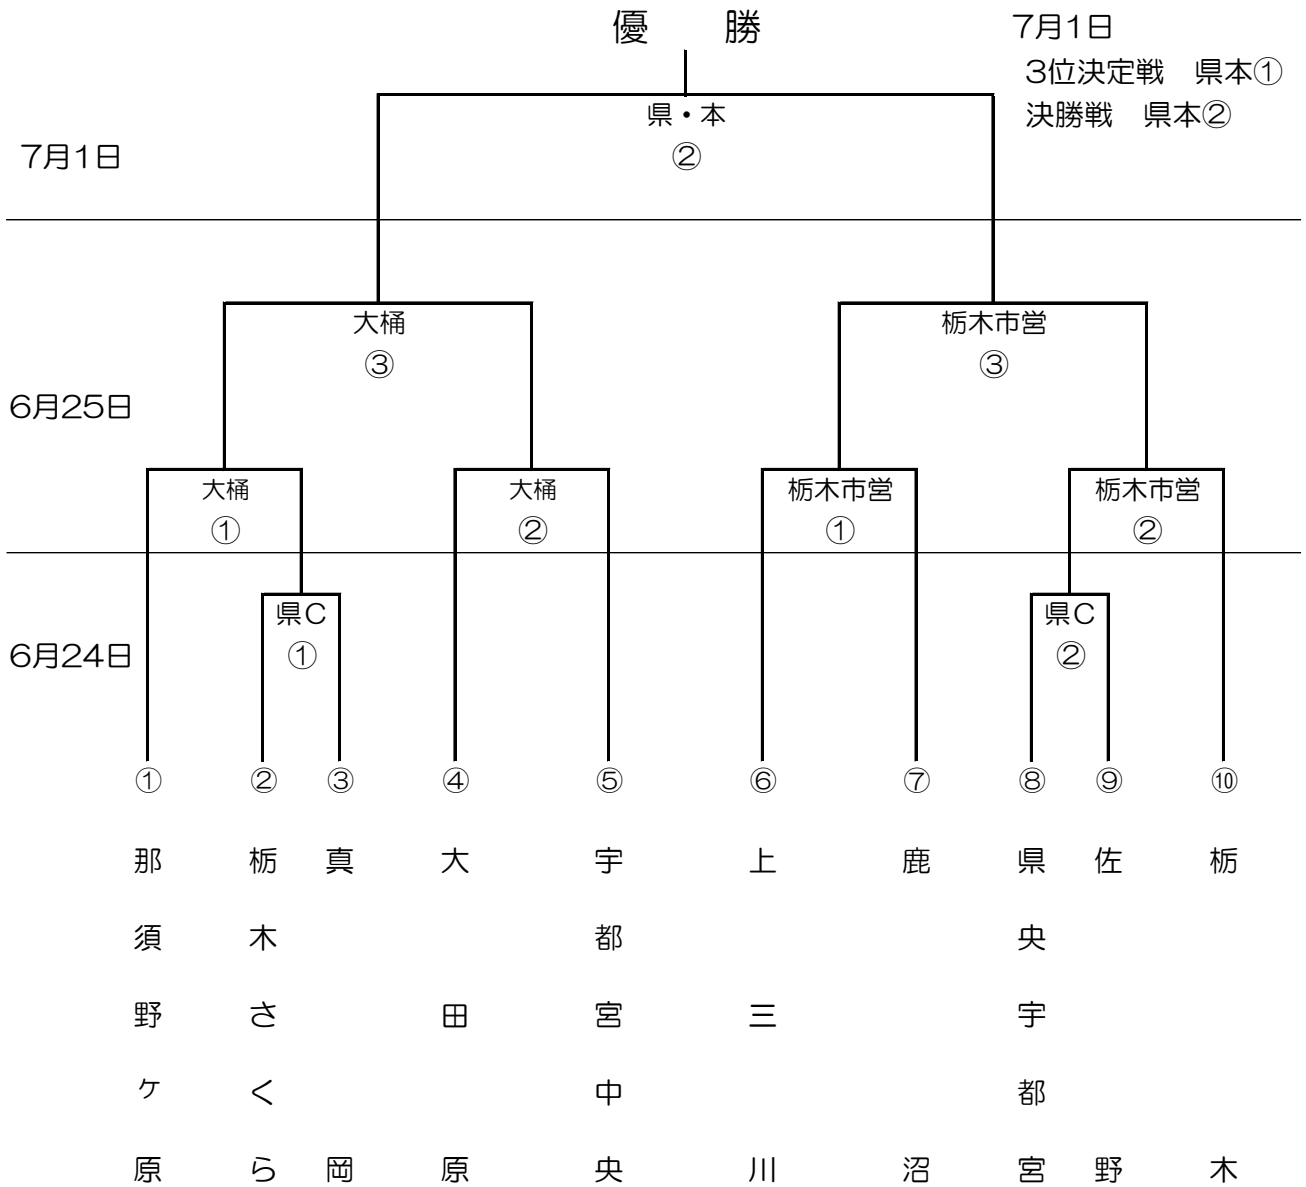 優　勝
7月1日
3位決定戦　県本①
決勝戦　県本②
県・本
②
7月1日
大桶
③
栃木市営
③
6月25日
大桶
①
大桶
②
栃木市営
①
栃木市営
②
県C
①
県C
②
6月24日
① ② ③ ④ ⑤ ⑥ ⑦ ⑧ ⑨ ⑩
那須野ケ原
栃木さくら
真岡
大田原
宇都宮中央
上三川
鹿沼
県央宇都宮
佐野
栃木